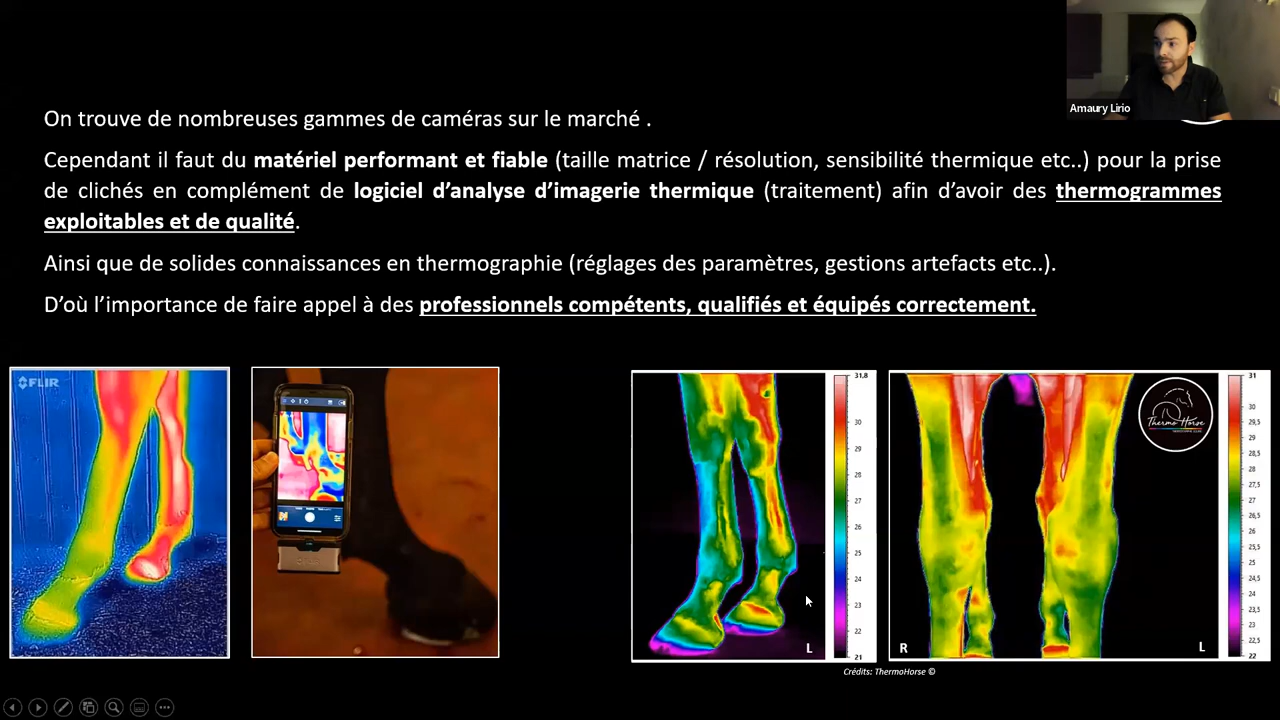 Amaury Lirio
On trouve de nombreuses gammes de caméras sur le marché .
Cependant il faut du matériel performant et fiable (taille matrice / résolution, sensibilité thermique etc..) pour la prise
de clichés en complément de logiciel d’analyse d’imagerie thermique (traitement) afin d’avoir des thermogrammes
exploitables et de qualité.
Ainsi que de solides connaissances en thermographie (réglages des paramètres, gestions artefacts etc..).
D’où l’importance de faire appel à des professionnels compétents, qualifiés et équipés correctement.
FLIR
31,8
30
29
28
27
26
25
24
23
22
21
L
Thermo Horse
R
L
31
30
29,5
29
28,5
28
27,5
27
26,5
26
25,5
25
24,5
24
23,5
23
22,5
22
Crédits: ThermoHorse ©